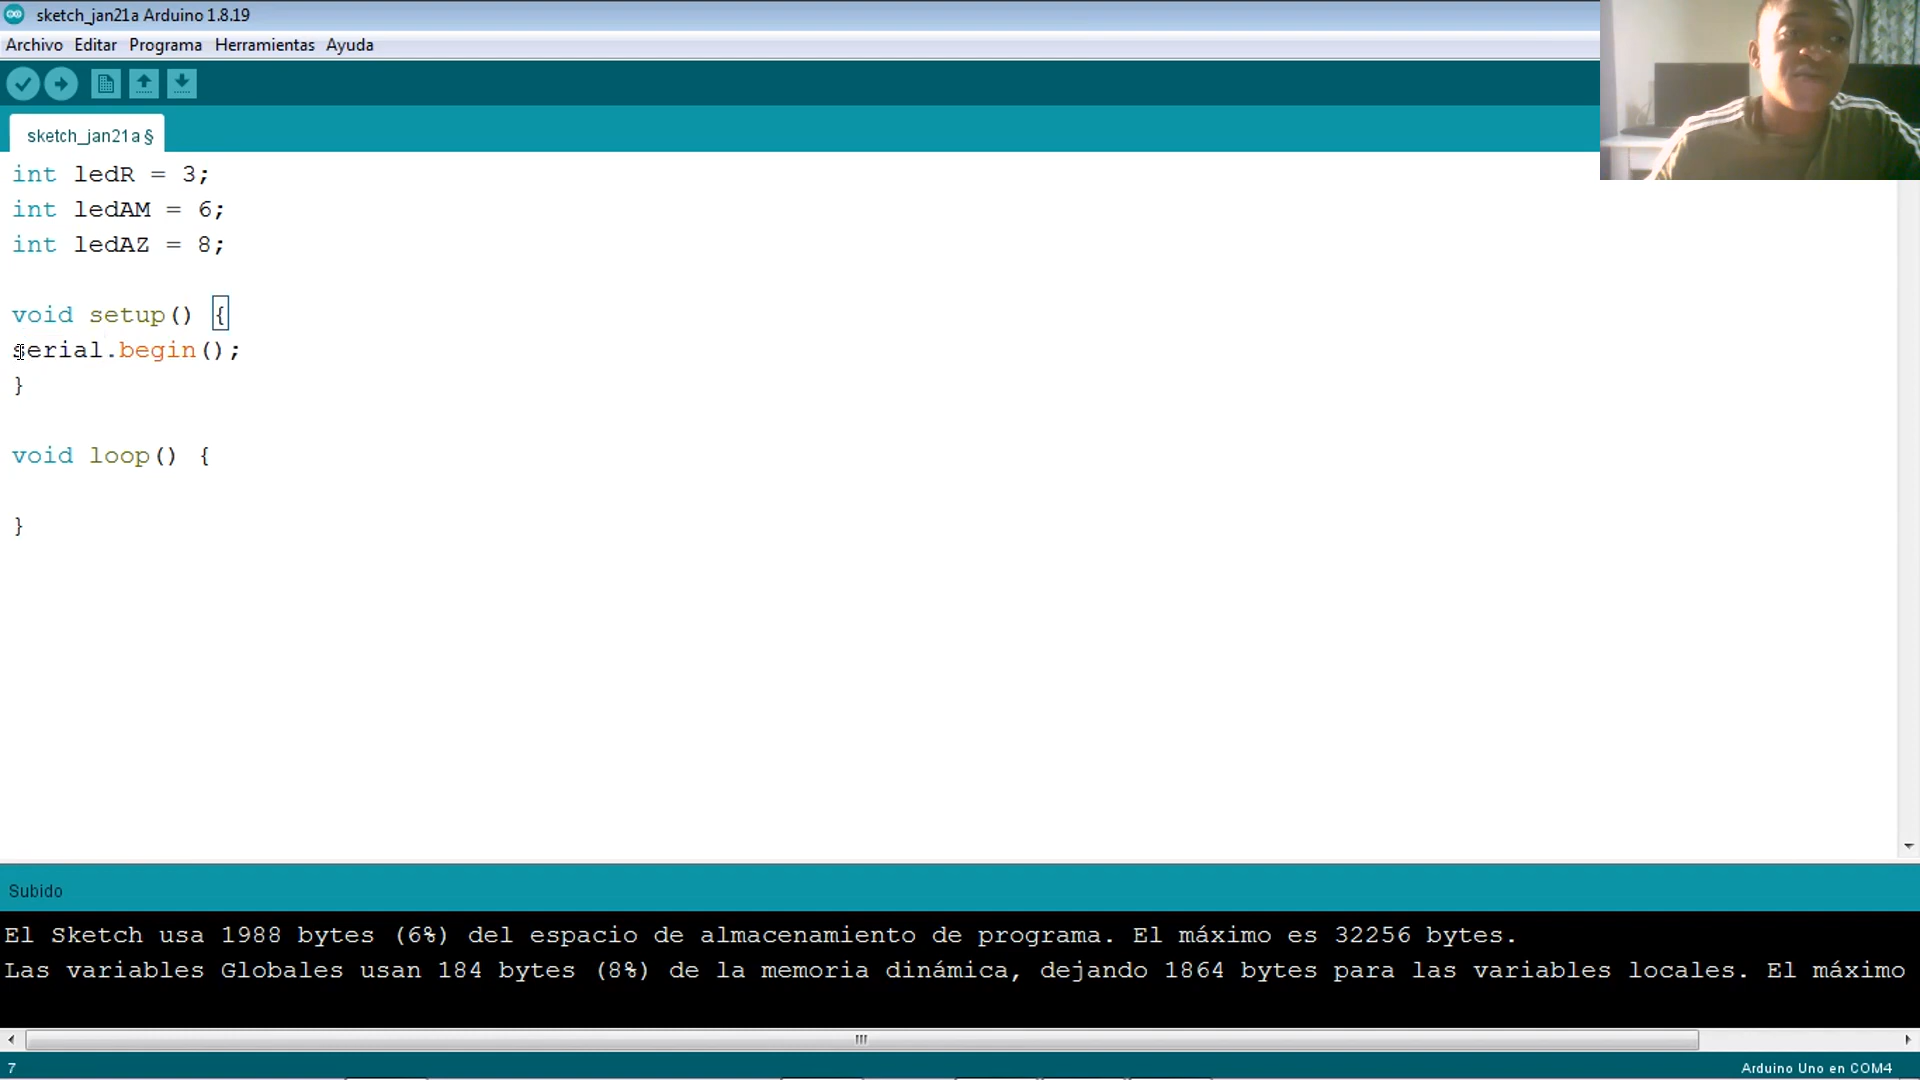 sketch_jan21a Arduino 1.8.19
Archivo Editar Programa Herramientas Ayuda
sketch_jan21a §
int ledR = 3;
int ledAM = 6;
int ledAZ = 8;
void setup() {
serial.begin();
}
void loop() {
}
Subido
El Sketch usa 1988 bytes (6%) del espacio de almacenamiento de programa. El máximo es 32256 bytes.
Las variables Globales usan 184 bytes (8%) de la memoria dinámica, dejando 1864 bytes para las variables locales. El máximo
7
Arduino Uno en COM4